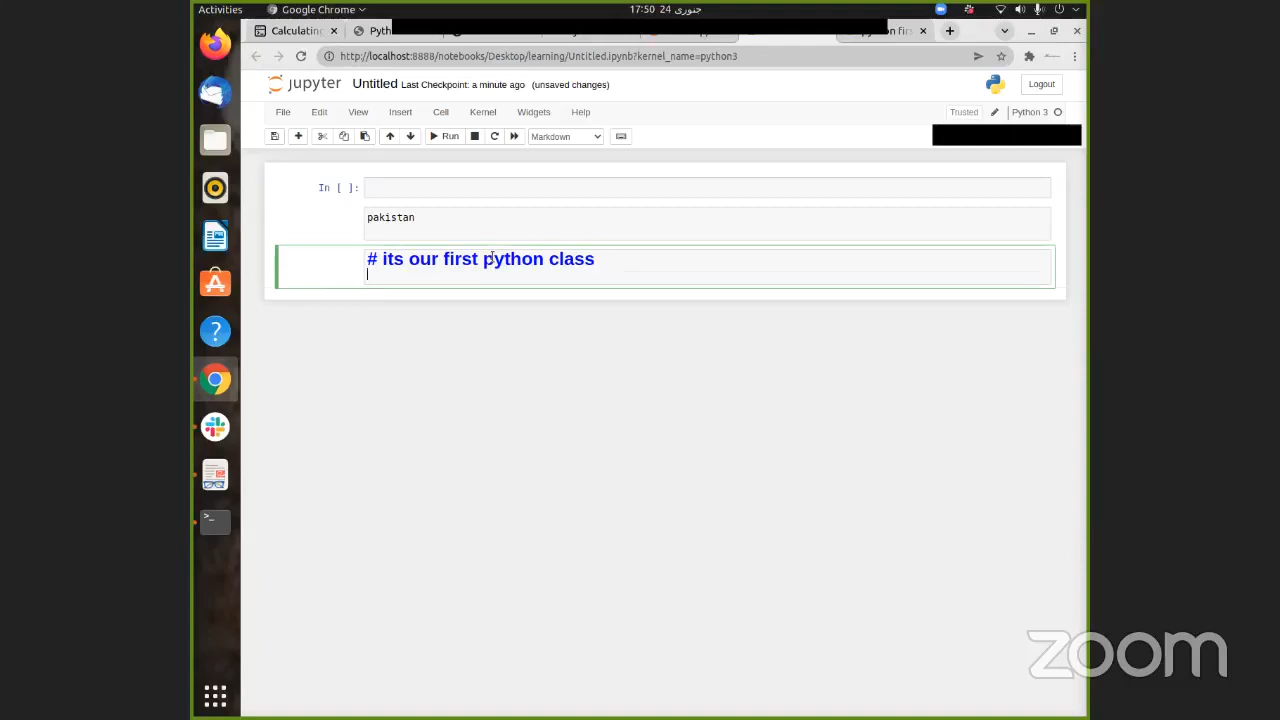 Activities
Google Chrome
17:50 24 جنوری
Calculatin
Pyth
n firs
http://localhost:8888/notebooks/Desktop/learning/Untitled.ipynb?kernel_name=python3
jupyter Untitled Last Checkpoint: a minute ago (unsaved changes)
Logout
File Edit View Insert Cell Kernel Widgets Help
Trusted
Python 3
Run
Markdown
In [ ]:
pakistan
# its our first python class
zoom